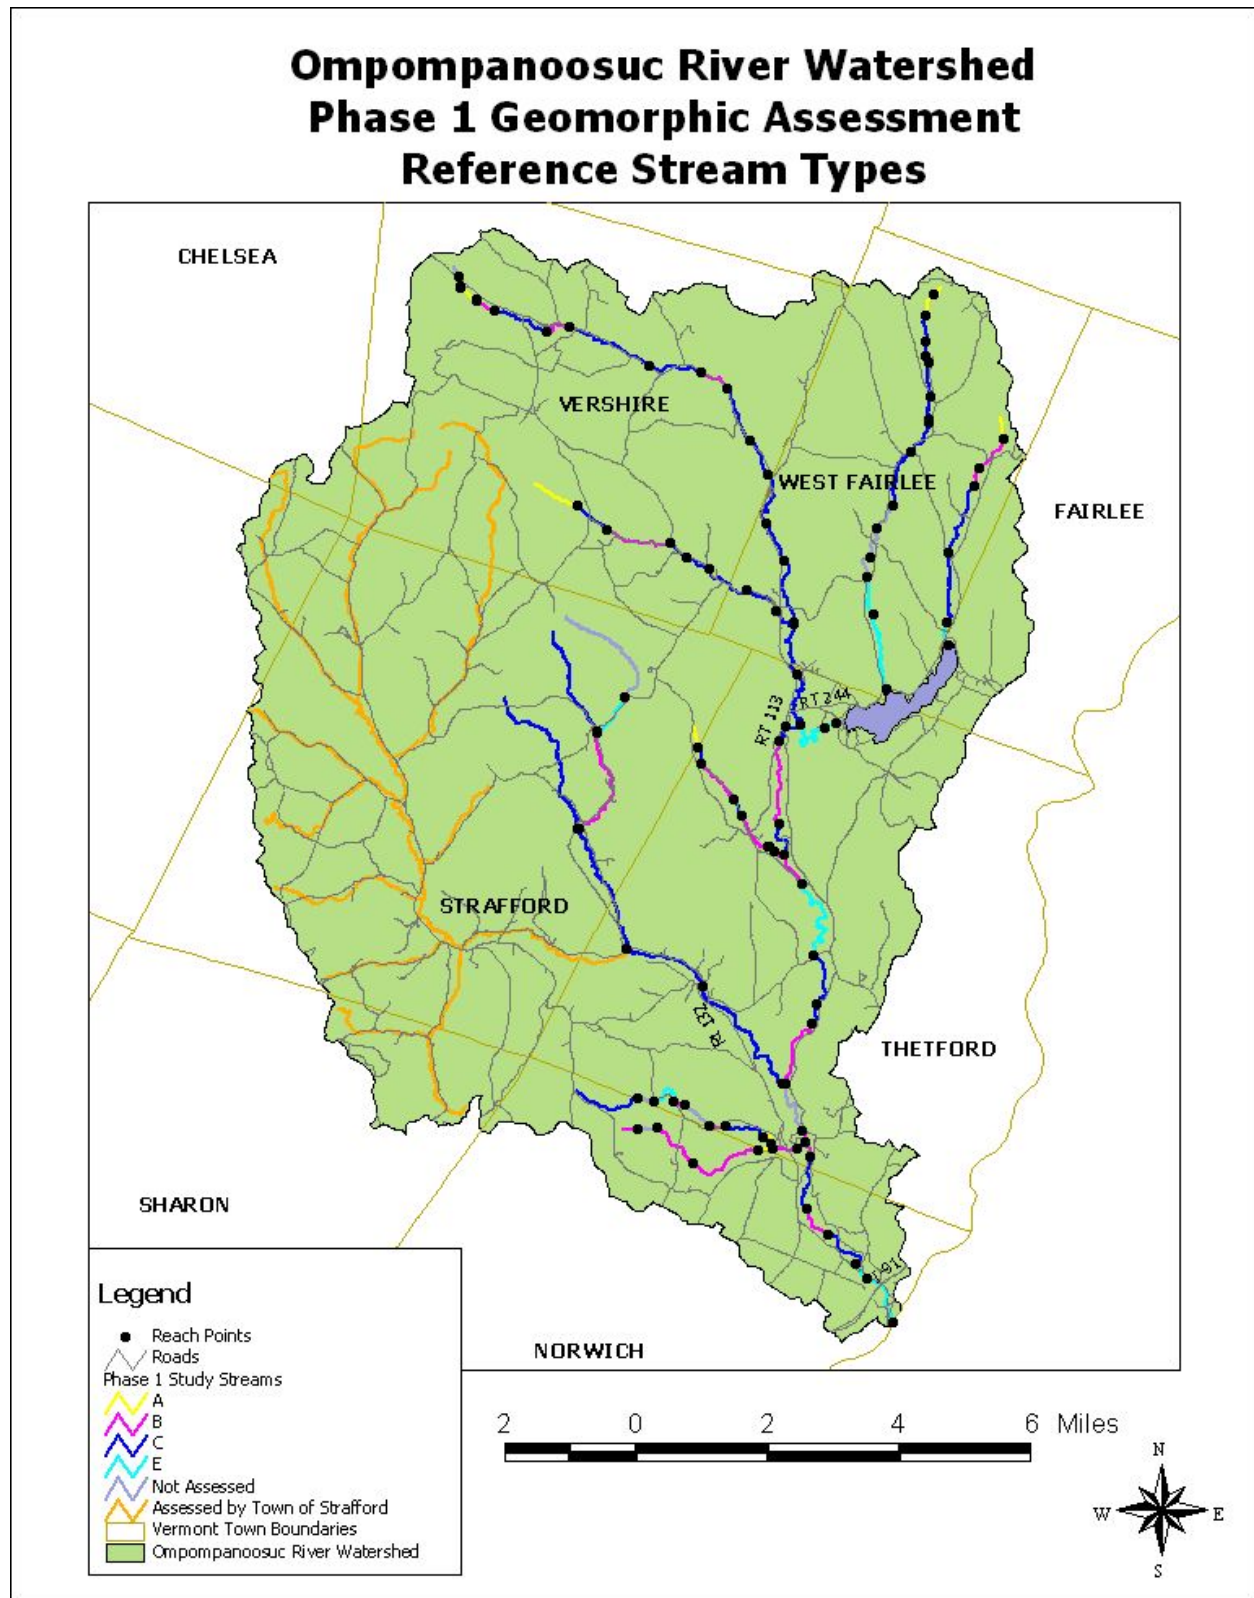 Ompompanoosuc River Watershed
Phase 1 Geomorphic Assessment
Reference Stream Types
CHELSEA
VERSHIRE
WEST FAIRLEE
FAIRLEE
RT 113
RT 244
STRAFFORD
RT 132
THETFORD
SHARON
I-91
NORWICH
Legend
Reach Points
Roads
Phase 1 Study Streams
A
B
C
E
Not Assessed
Assessed by Town of Strafford
Vermont Town Boundaries
Ompompanoosuc River Watershed
2 0 2 4 6 Miles
N
W E
S